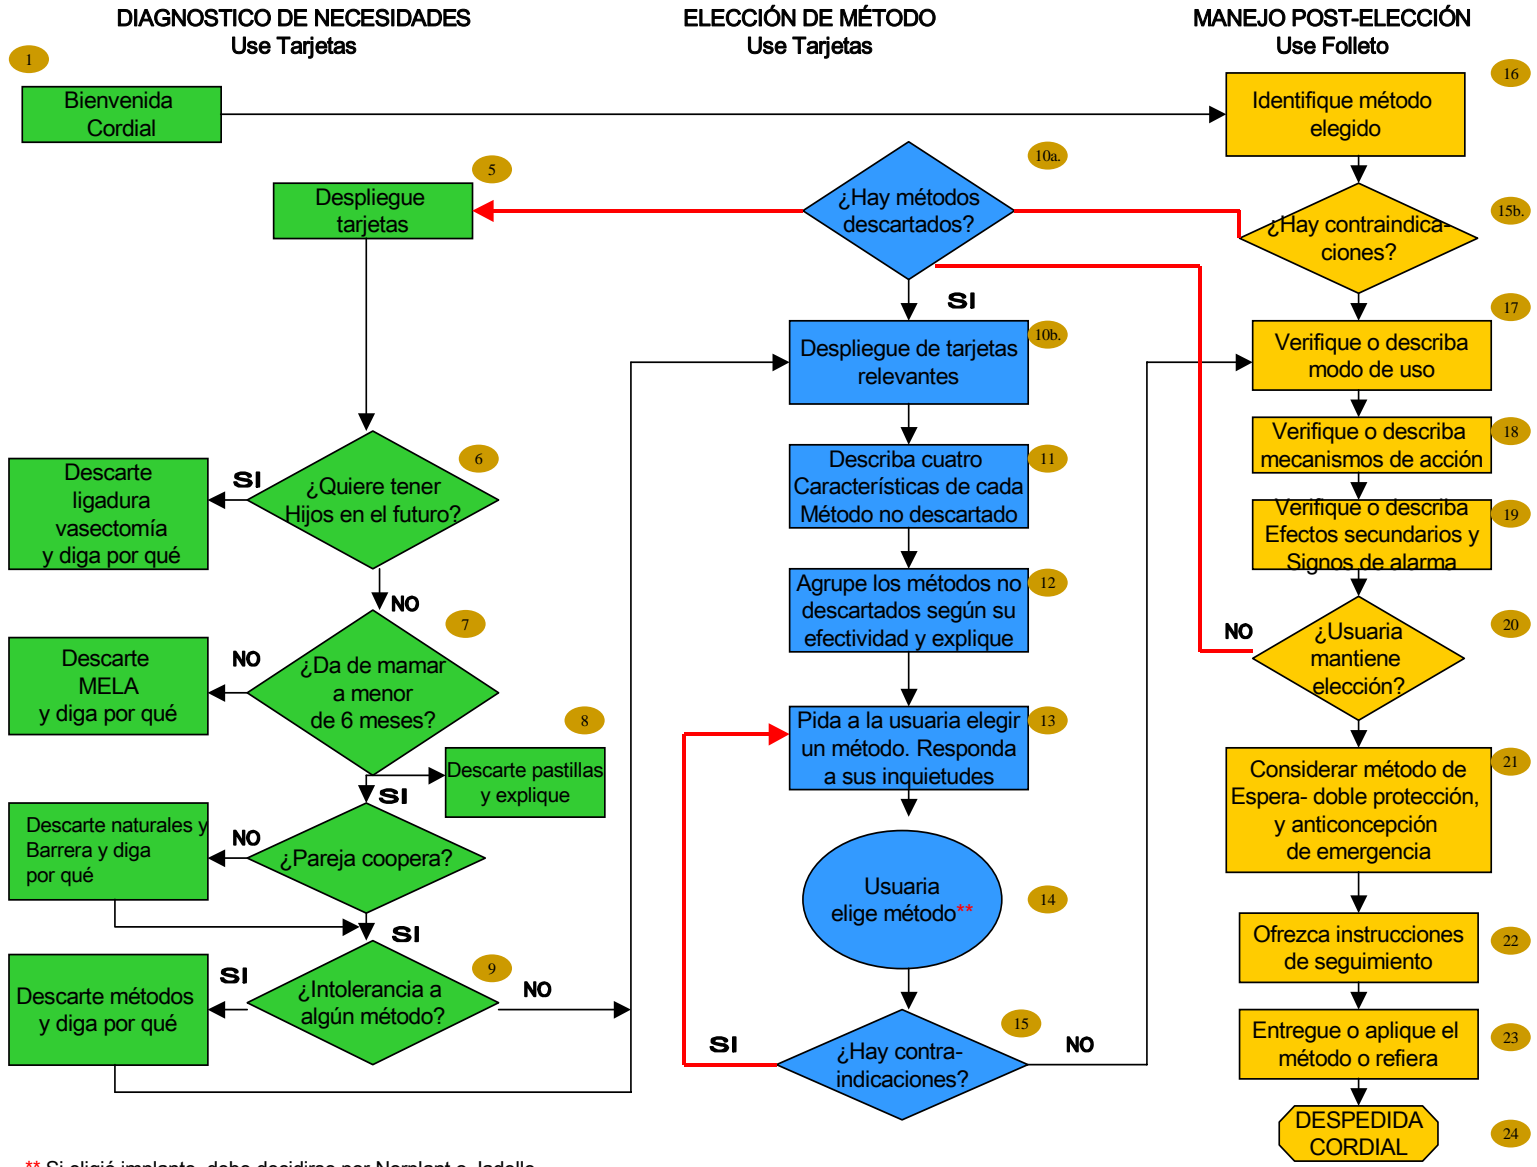 DIAGNOSTICO DE NECESIDADES
Use Tarjetas
1
Bienvenida
Cordial
5
Despliegue
tarjetas
6
¿Quiere tener
Hijos en el futuro?
SI
Descarte
ligadura
vasectomía
y diga por qué
NO
7
¿Da de mamar
a menor
de 6 meses?
NO
Descarte
MELA
y diga por qué
8
Descarte pastillas
y explique
SI
¿Pareja coopera?
NO
Descarte naturales y
Barrera y diga
por qué
SI
9
¿Intolerancia a
algún método?
SI
Descarte métodos
y diga por qué
NO
ELECCIÓN DE MÉTODO
Use Tarjetas
10a.
¿Hay métodos
descartados?
SI
10b.
Despliegue de tarjetas
relevantes
11
Describa cuatro
Características de cada
Método no descartado
12
Agrupe los métodos no
descartados según su
efectividad y explique
13
Pida a la usuaria elegir
un método. Responda
a sus inquietudes
14
Usuaria
elige método**
15
¿Hay contra-
indicaciones?
SI
NO
MANEJO POST-ELECCIÓN
Use Folleto
16
Identifique método
elegido
15b.
¿Hay contraindica-
ciones?
17
Verifique o describa
modo de uso
18
Verifique o describa
mecanismos de acción
19
Verifique o describa
Efectos secundarios y
Signos de alarma
20
¿Usuaria
mantiene
elección?
NO
21
Considerar método de
Espera- doble protección,
y anticoncepción
de emergencia
22
Ofrezca instrucciones
de seguimiento
23
Entregue o aplique el
método o refiera
24
DESPEDIDA
CORDIAL
** Si eligió implante, debe decidirse por Norplant o Jadelle